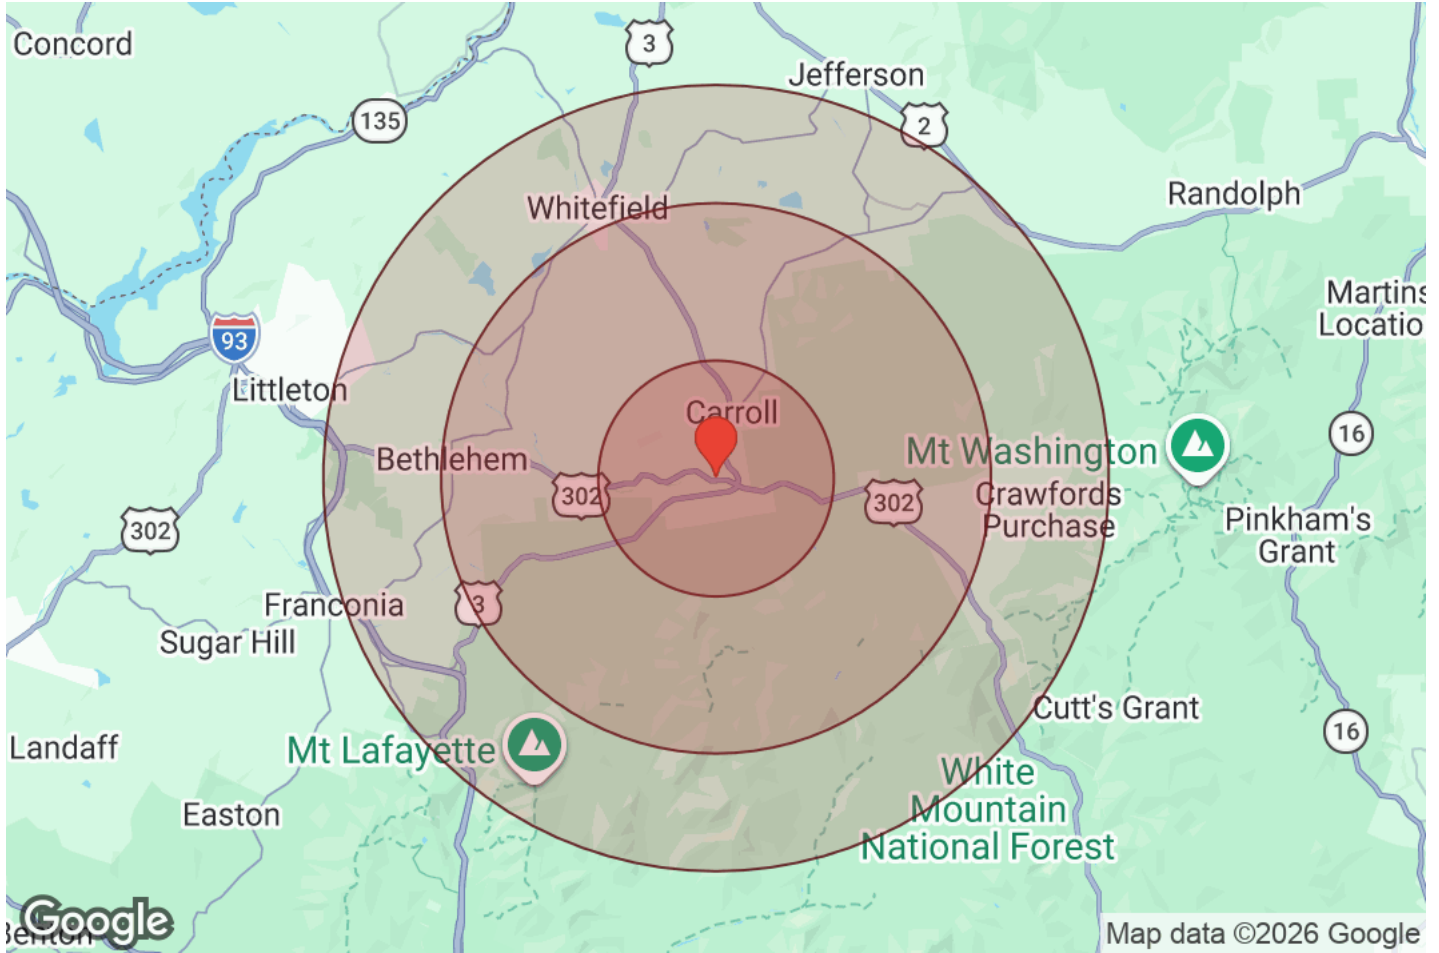 Concord
3
Jefferson
135
2
Randolph
Whitefield
Martins
Locatio
93
Littleton
Carroll
16
Bethlehem
Mt Washington
302
302
Crawfords
Purchase
302
Pinkham's
Grant
Franconia
3
Sugar Hill
Cutt's Grant
16
Landaff
Mt Lafayette
White
Mountain
National Forest
Easton
Google
Benton
Map data ©2026 Google